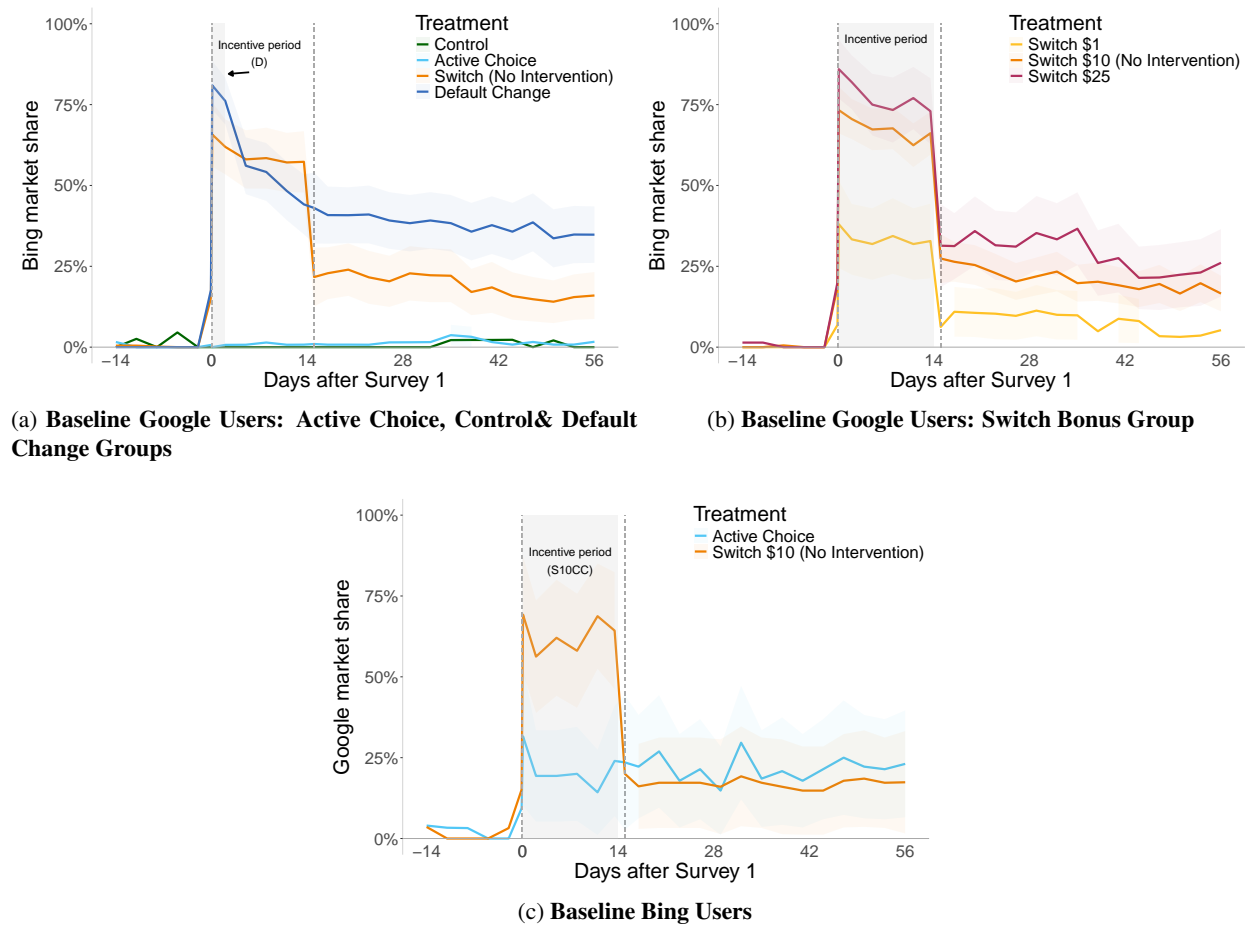 Treatment
Control
Active Choice
Switch (No Intervention)
Default Change
Incentive period
(D)
Bing market share
100%
75%
50%
25%
0%
−14
0
14
28
42
56
Days after Survey 1
(a) Baseline Google Users: Active Choice, Control& Default
Change Groups
Treatment
Switch $1
Switch $10 (No Intervention)
Switch $25
Incentive period
Bing market share
100%
75%
50%
25%
0%
−14
0
14
28
42
56
Days after Survey 1
(b) Baseline Google Users: Switch Bonus Group
Treatment
Active Choice
Switch $10 (No Intervention)
Incentive period
(S10CC)
Google market share
100%
75%
50%
25%
0%
−14
0
14
28
42
56
Days after Survey 1
(c) Baseline Bing Users